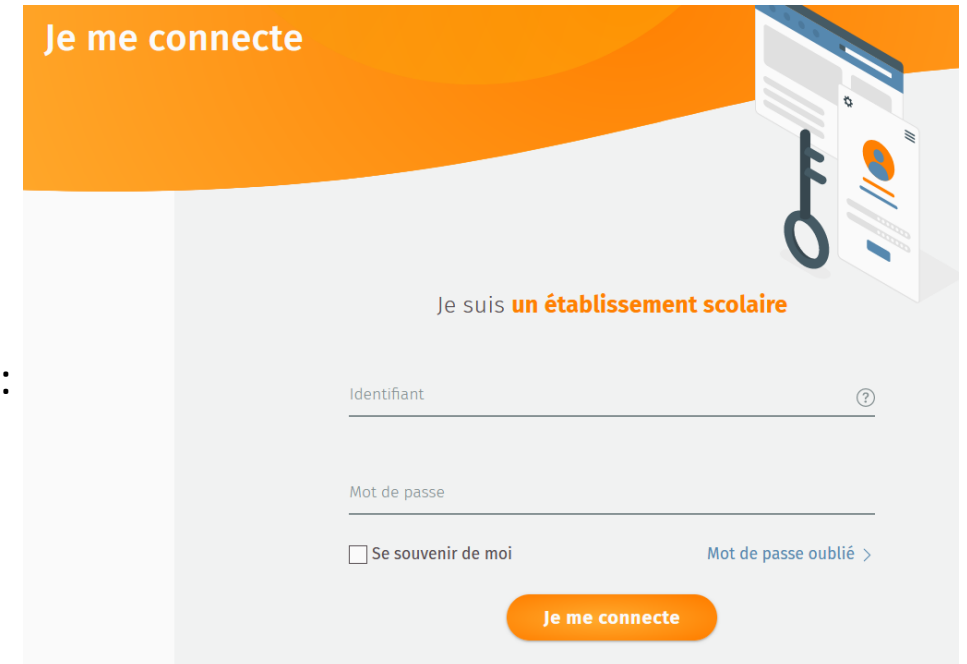 Je me connecte
Je suis un établissement scolaire
:
Identifiant ?
Mot de passe
Se souvenir de moi Mot de passe oublié >
Je me connecte